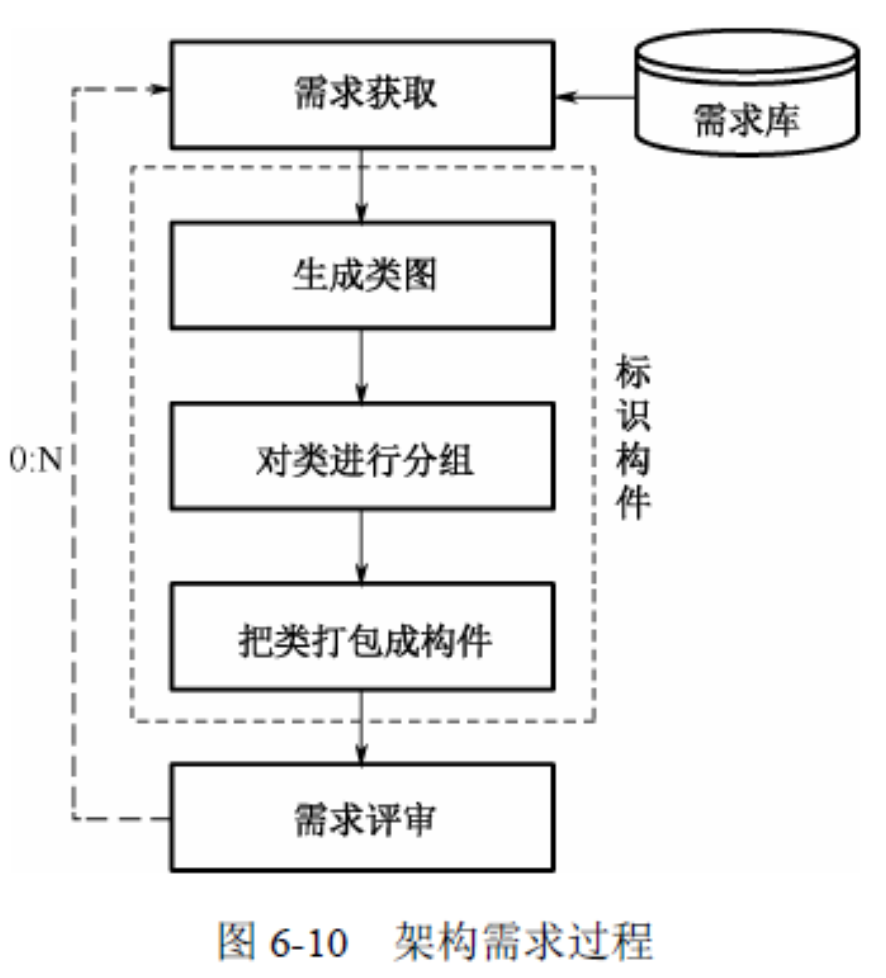 需求获取
需求库
生成类图
对类进行分组
标识构件
0:N
把类打包成构件
需求评审
图 6-10 架构需求过程